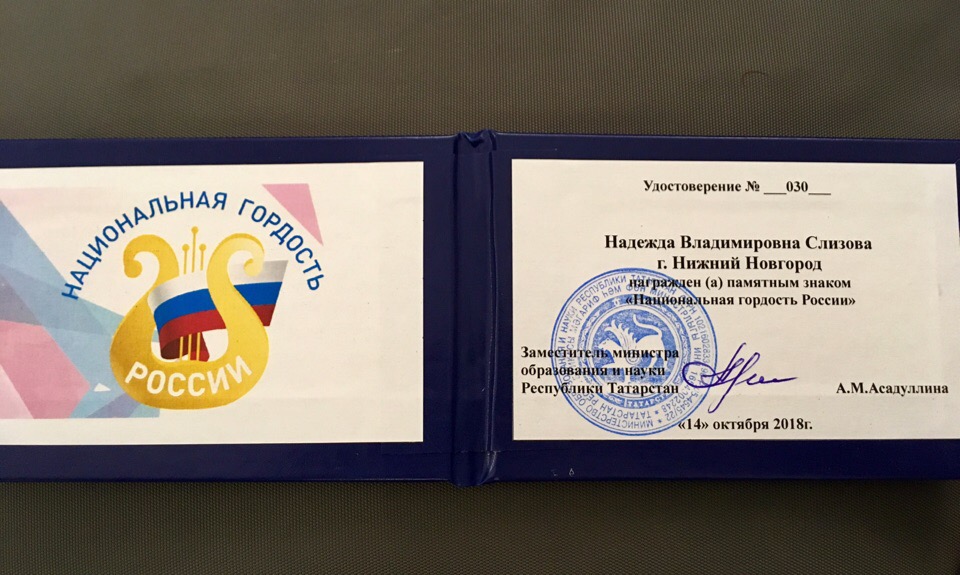 НАЦИОНАЛЬНАЯ ГОРДОСТЬ
РОССИИ
Удостоверение № ___030___
Надежда Владимировна Слизова
г. Нижний Новгород
награжден (а) памятным знаком
«Национальная гордость России»
Заместитель министра
образования и науки
Республики Татарстан
А.М.Асадуллина
«14» октября 2018г.